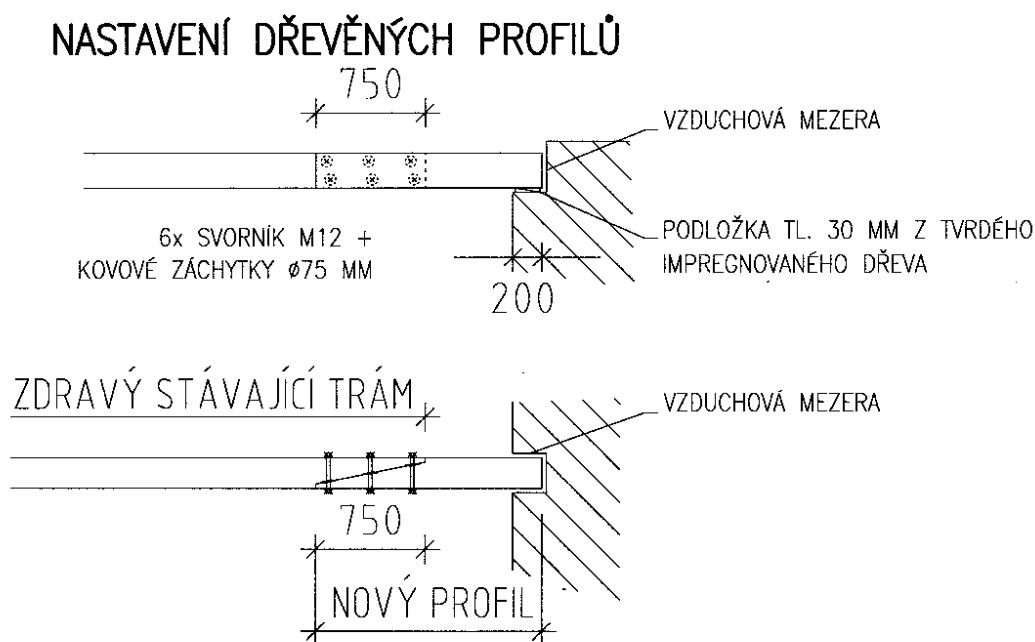 NASTAVENÍ DŘEVĚNÝCH PROFILŮ
750
VZDUCHOVÁ MEZERA
6x SVORNÍK M12 +
KOVOVÉ ZÁCHYTKY ø75 MM
PODLOŽKA TL. 30 MM Z TVRDÉHO
IMPREGNOVANÉHO DŘEVA
200
ZDRAVÝ STÁVAJÍCÍ TRÁM
VZDUCHOVÁ MEZERA
750
NOVÝ PROFIL